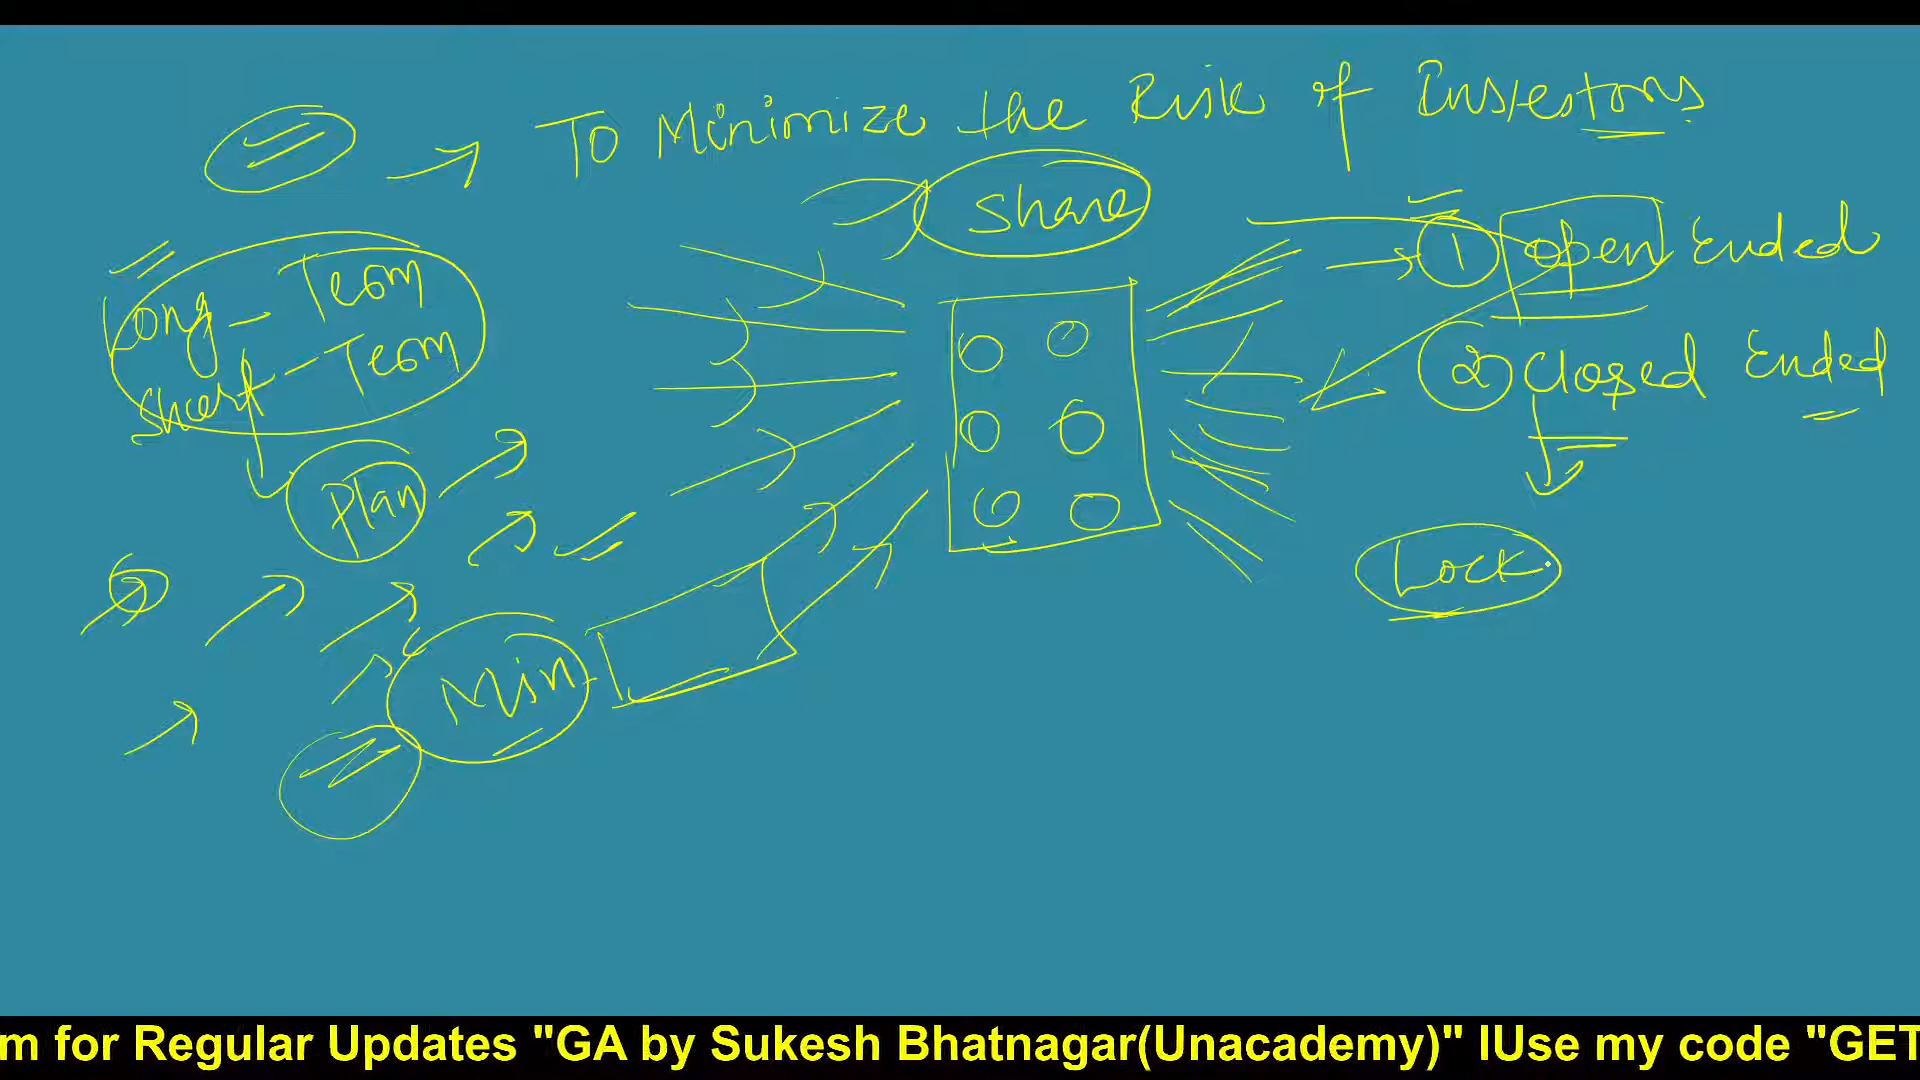 To Minimize the Risk of Investors
Share
1 open Ended
Long - Term
Short - Term
2 Closed Ended
Plan
Lock
Min
m for Regular Updates "GA by Sukesh Bhatnagar(Unacademy)" lUse my code "GET